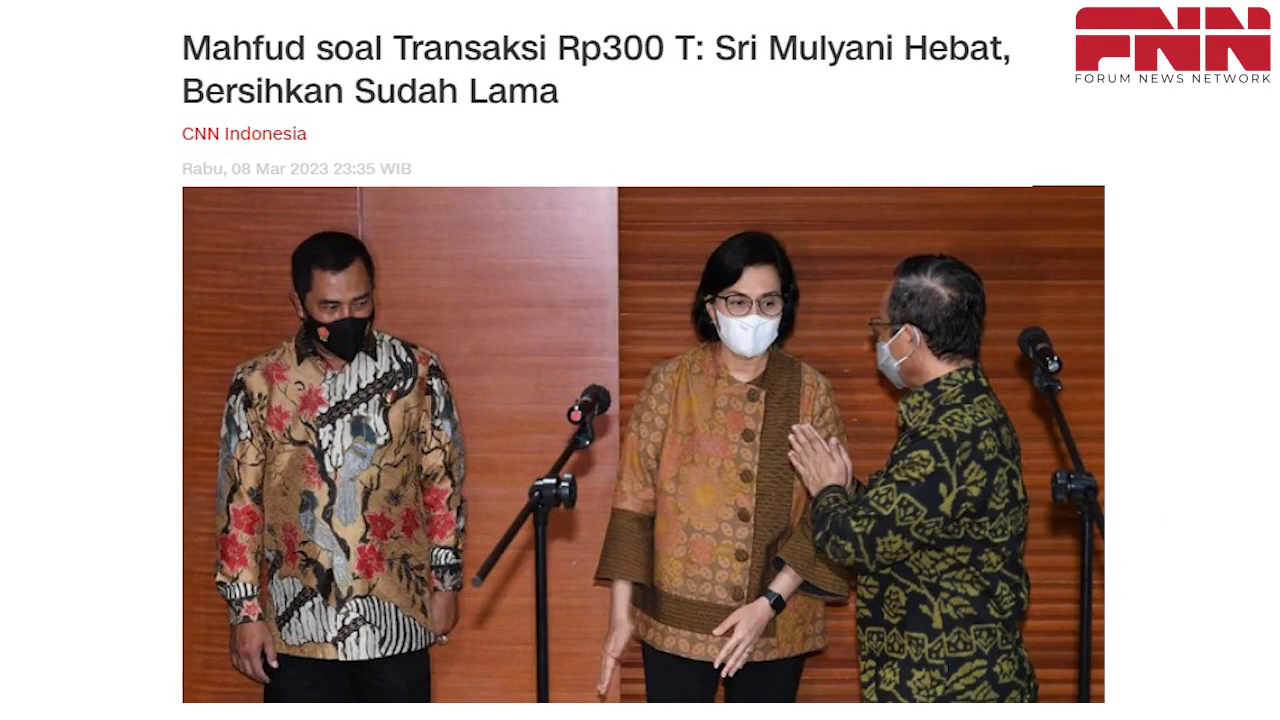 Mahfud soal Transaksi Rp300 T: Sri Mulyani Hebat,
Bersihkan Sudah Lama
CNN Indonesia
Rabu, 08 Mar 2023 23:35 WIB
FNN
FORUM NEWS NETWORK